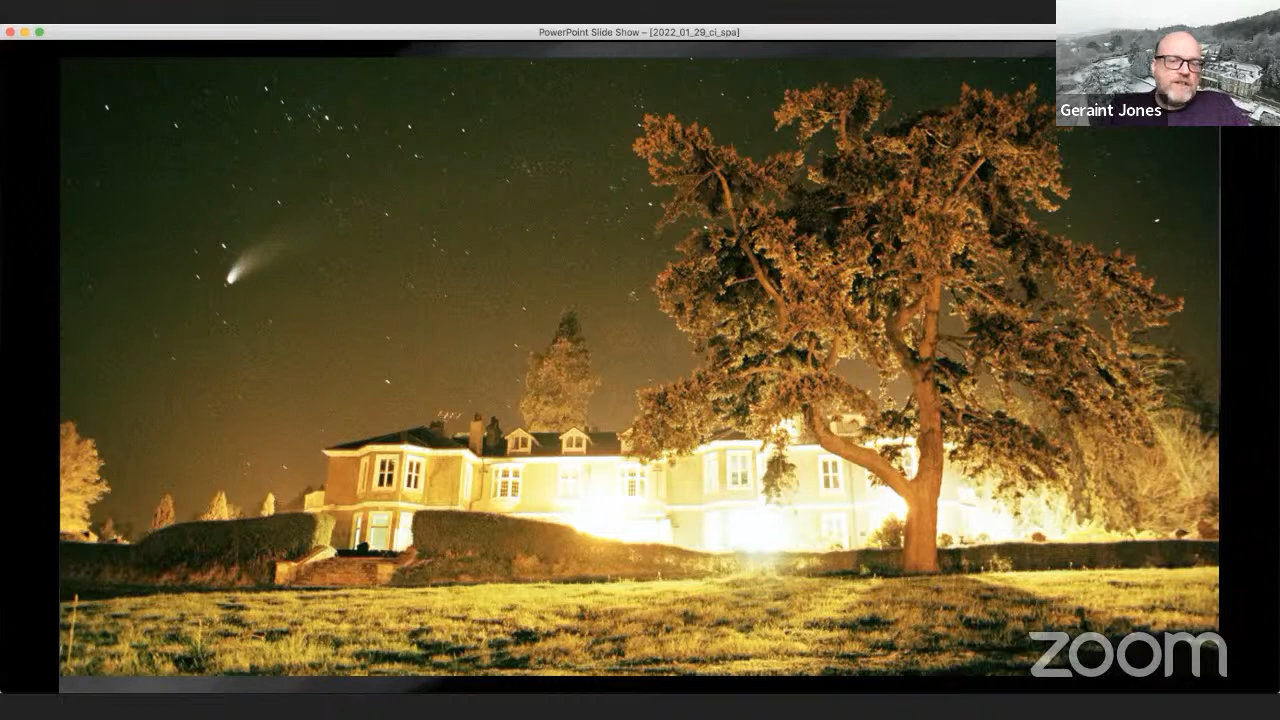 PowerPoint Slide Show – [2022_01_29_ci_spa]
Geraint Jones
zoom